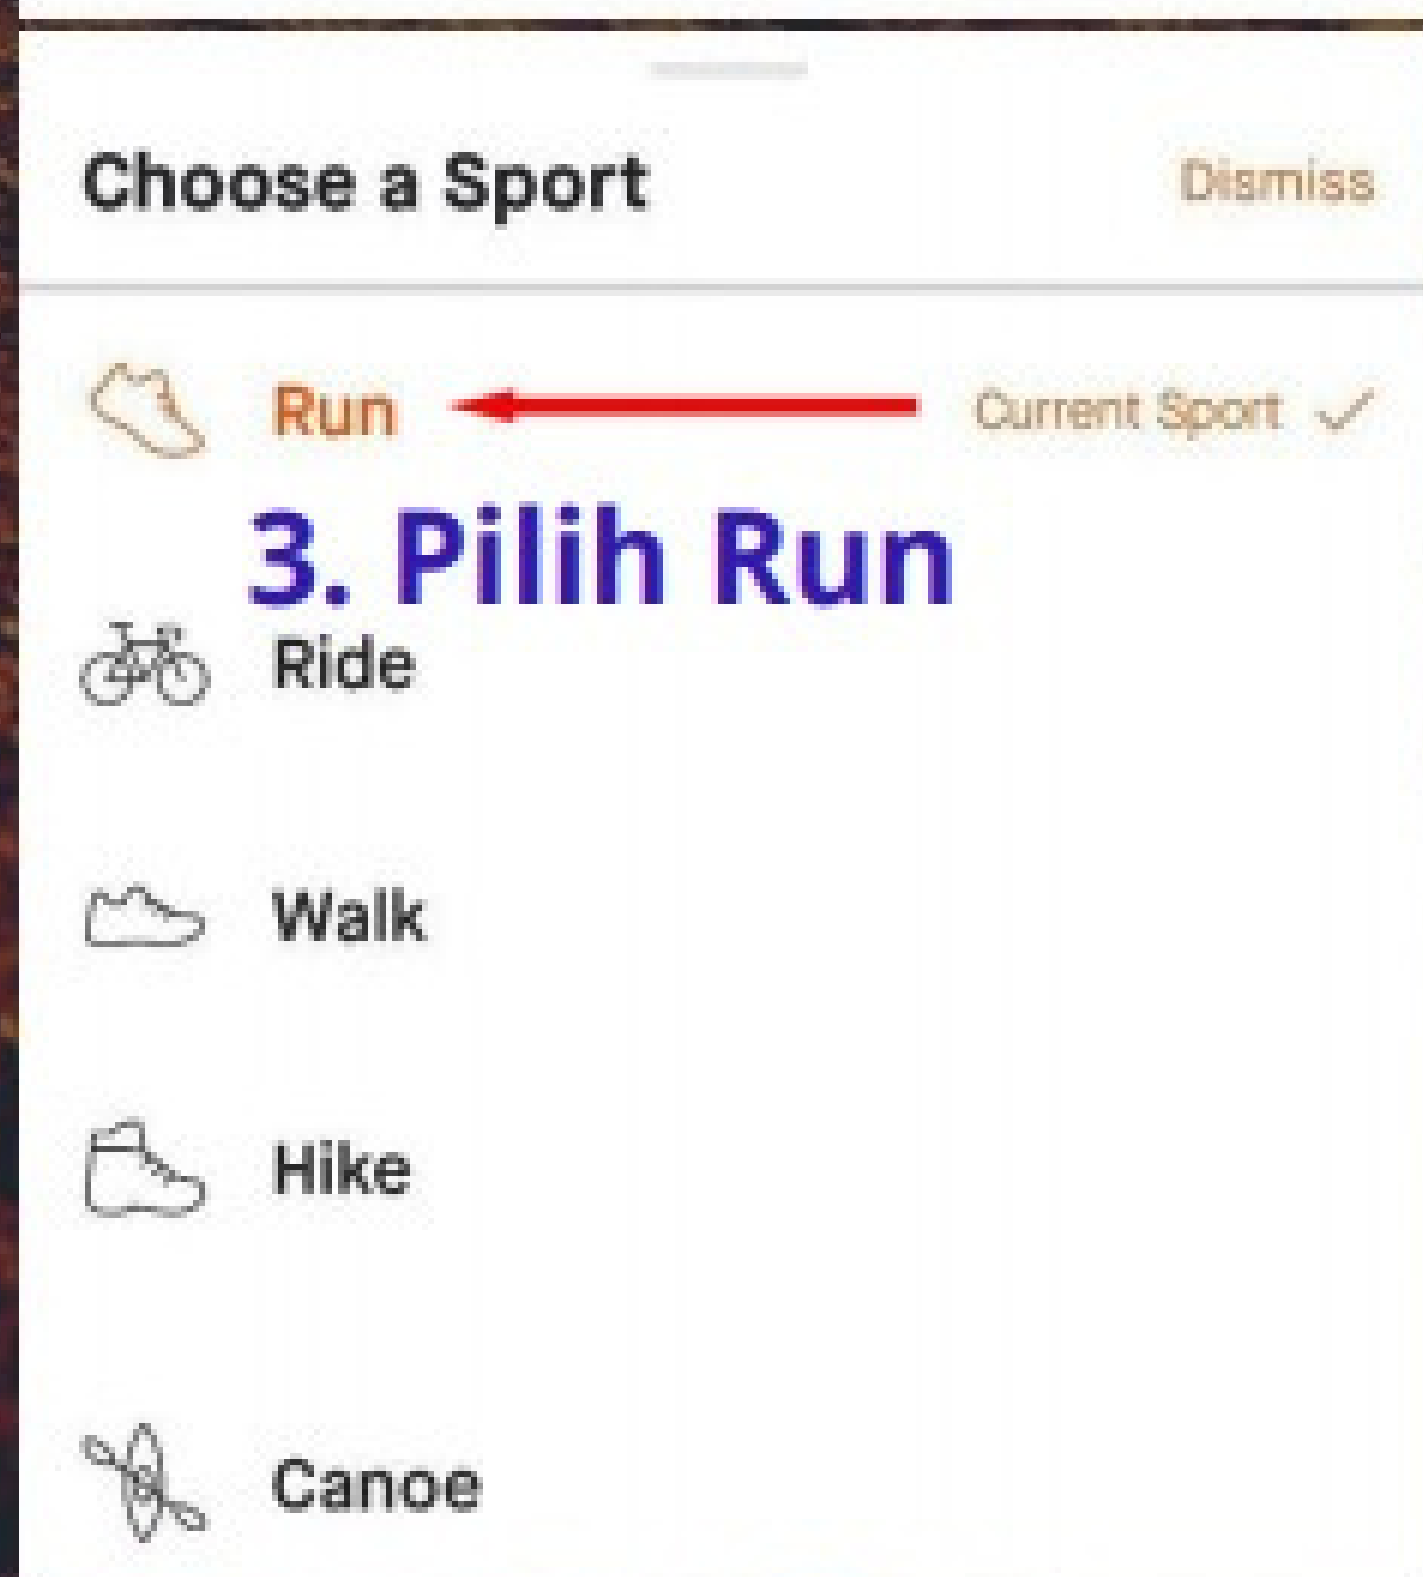 Choose a Sport
Dismiss
Run
Current Sport
3. Pilih Run
Ride
Walk
Hike
Canoe